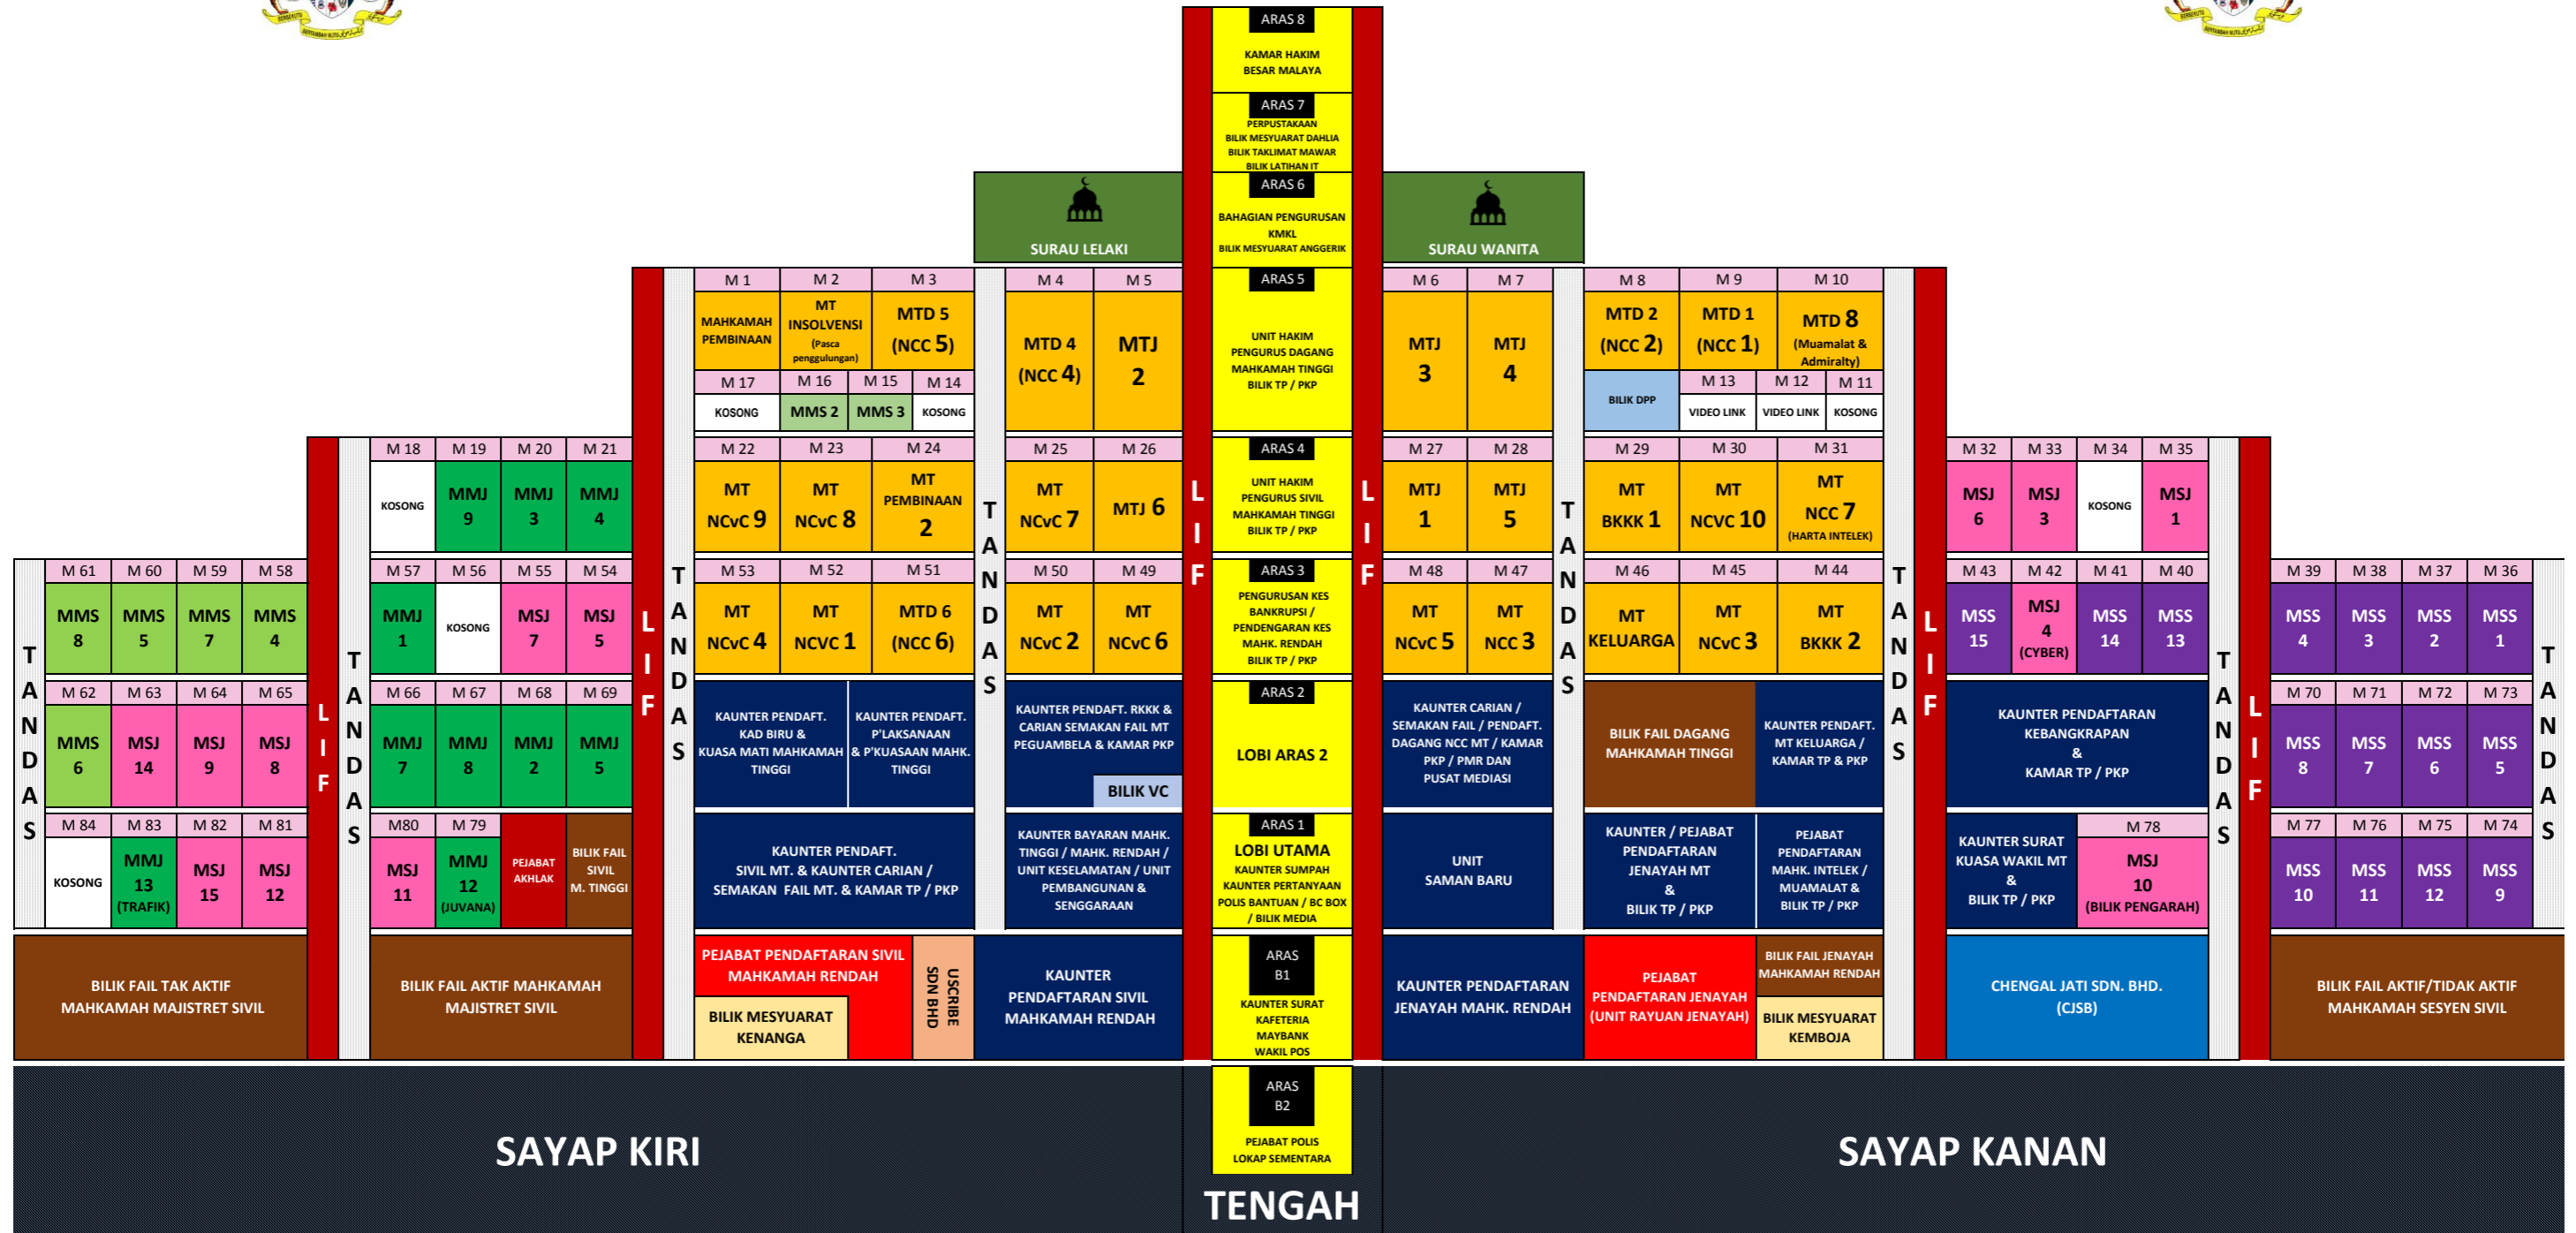 BERSEKUTU
BERTAMBAH MUTU
BERSEKUTU
BERTAMBAH MUTU
ARAS 8
KAMAR HAKIM
BESAR MALAYA
ARAS 7
PERPUSTAKAAN
BILIK MESYUARAT DAHLIA
BILIK TAKLIMAT MAWAR
BILIK LATIHAN IT
SURAU LELAKI
ARAS 6
BAHAGIAN PENGURUSAN
KMKL
BILIK MESYUARAT ANGGERIK
SURAU WANITA
M 1
MAHKAMAH
PEMBINAAN
M 2
MT
INSOLVENSI
(Pasca
penggulungan)
M 3
MTD 5
(NCC 5)
M 4
MTD 4
(NCC 4)
M 5
MTJ
2
M 17
KOSONG
M 16
MMS 2
M 15
MMS 3
M 14
KOSONG
ARAS 5
UNIT HAKIM
PENGURUS DAGANG
MAHKAMAH TINGGI
BILIK TP / PKP
M 6
MTJ
3
M 7
MTJ
4
M 8
MTD 2
(NCC 2)
M 9
MTD 1
(NCC 1)
M 10
MTD 8
(Muamalat &
Admiralty)
BILIK DPP
M 13
VIDEO LINK
M 12
VIDEO LINK
M 11
KOSONG
M 18
KOSONG
M 19
MMJ
9
M 20
MMJ
3
M 21
MMJ
4
M 22
MT
NCvC 9
M 23
MT
NCvC 8
M 24
MT
PEMBINAAN
2
M 25
MT
NCvC 7
M 26
MTJ 6
ARAS 4
UNIT HAKIM
PENGURUS SIVIL
MAHKAMAH TINGGI
BILIK TP / PKP
M 27
MTJ
1
M 28
MTJ
5
M 29
MT
BKKK 1
M 30
MT
NCVC 10
M 31
MT
NCC 7
(HARTA INTELEK)
M 32
MSJ
6
M 33
MSJ
3
M 34
KOSONG
M 35
MSJ
1
M 61
MMS
8
M 60
MMS
5
M 59
MMS
7
M 58
MMS
4
M 57
MMJ
1
M 56
KOSONG
M 55
MSJ
7
M 54
MSJ
5
M 53
MT
NCvC 4
M 52
MT
NCVC 1
M 51
MTD 6
(NCC 6)
M 50
MT
NCvC 2
M 49
MT
NCvC 6
ARAS 3
PENGURUSAN KES
BANKRUPSI /
PENDENGARAN KES
MAHK. RENDAH
BILIK TP / PKP
M 48
MT
NCvC 5
M 47
MT
NCC 3
M 46
MT
KELUARGA
M 45
MT
NCvC 3
M 44
MT
BKKK 2
M 43
MSS
15
M 42
MSJ
4
(CYBER)
M 41
MSS
14
M 40
MSS
13
M 39
MSS
4
M 38
MSS
3
M 37
MSS
2
M 36
MSS
1
M 62
MMS
6
M 63
MSJ
14
M 64
MSJ
9
M 65
MSJ
8
M 66
MMJ
7
M 67
MMJ
8
M 68
MMJ
2
M 69
MMJ
5
KAUNTER PENDAFT.
KAD BIRU &
KUASA MATI MAHKAMAH
TINGGI
KAUNTER PENDAFT.
P'LAKSANAAN
& P'KUASAAN MAHK.
TINGGI
KAUNTER PENDAFT. RKKK &
CARIAN SEMAKAN FAIL MT
PEGUAMBELA & KAMAR PKP
BILIK VC
ARAS 2
LOBI ARAS 2
KAUNTER CARIAN /
SEMAKAN FAIL / PENDAFT.
DAGANG NCC MT / KAMAR
PKP / PMR DAN
PUSAT MEDIASI
BILIK FAIL DAGANG
MAHKAMAH TINGGI
KAUNTER PENDAFT.
MT KELUARGA /
KAMAR TP & PKP
KAUNTER PENDAFTARAN
KEBANGKRAPAN
&
KAMAR TP / PKP
M 70
MSS
8
M 71
MSS
7
M 72
MSS
6
M 73
MSS
5
M 84
KOSONG
M 83
MMJ
13
(TRAFIK)
M 82
MSJ
15
M 81
MSJ
12
M80
MSJ
11
M 79
MMJ
12
(JUVANA)
PEJABAT
AKHLAK
BILIK FAIL
SIVIL
M. TINGGI
KAUNTER PENDAFT.
SIVIL MT. & KAUNTER CARIAN /
SEMAKAN FAIL MT. & KAMAR TP / PKP
KAUNTER BAYARAN MAHK.
TINGGI / MAHK. RENDAH /
UNIT KESELAMATAN / UNIT
PEMBANGUNAN &
SENGGARAAN
ARAS 1
LOBI UTAMA
KAUNTER SUMPAH
KAUNTER PERTANYAAN
POLIS BANTUAN / BC BOX
/ BILIK MEDIA
UNIT
SAMAN BARU
KAUNTER / PEJABAT
PENDAFTARAN
JENAYAH MT
&
BILIK TP / PKP
PEJABAT
PENDAFTARAN
MAHK. INTELEK /
MUAMALAT &
BILIK TP / PKP
KAUNTER SURAT
KUASA WAKIL MT
&
BILIK TP / PKP
M 78
MSJ
10
(BILIK PENGARAH)
M 77
MSS
10
M 76
MSS
11
M 75
MSS
12
M 74
MSS
9
BILIK FAIL TAK AKTIF
MAHKAMAH MAJISTRET SIVIL
BILIK FAIL AKTIF MAHKAMAH
MAJISTRET SIVIL
PEJABAT PENDAFTARAN SIVIL
MAHKAMAH RENDAH
BILIK MESYUARAT
KENANGA
USCRIBE
SDN BHD
KAUNTER
PENDAFTARAN SIVIL
MAHKAMAH RENDAH
ARAS
B1
KAUNTER SURAT
KAFETERIA
MAYBANK
WAKIL POS
KAUNTER PENDAFTARAN
JENAYAH MAHK. RENDAH
PEJABAT
PENDAFTARAN JENAYAH
(UNIT RAYUAN JENAYAH)
BILIK FAIL JENAYAH
MAHKAMAH RENDAH
BILIK MESYUARAT
KEMBOJA
CHENGAL JATI SDN. BHD.
(CJSB)
BILIK FAIL AKTIF/TIDAK AKTIF
MAHKAMAH SESYEN SIVIL
TANDAS
LIF
TANDAS
LIF
TANDAS
TANDAS
LIF
LIF
TANDAS
TANDAS
LIF
TANDAS
LIF
TANDAS
SAYAP KIRI
ARAS
B2
PEJABAT POLIS
LOKAP SEMENTARA
TENGAH
SAYAP KANAN